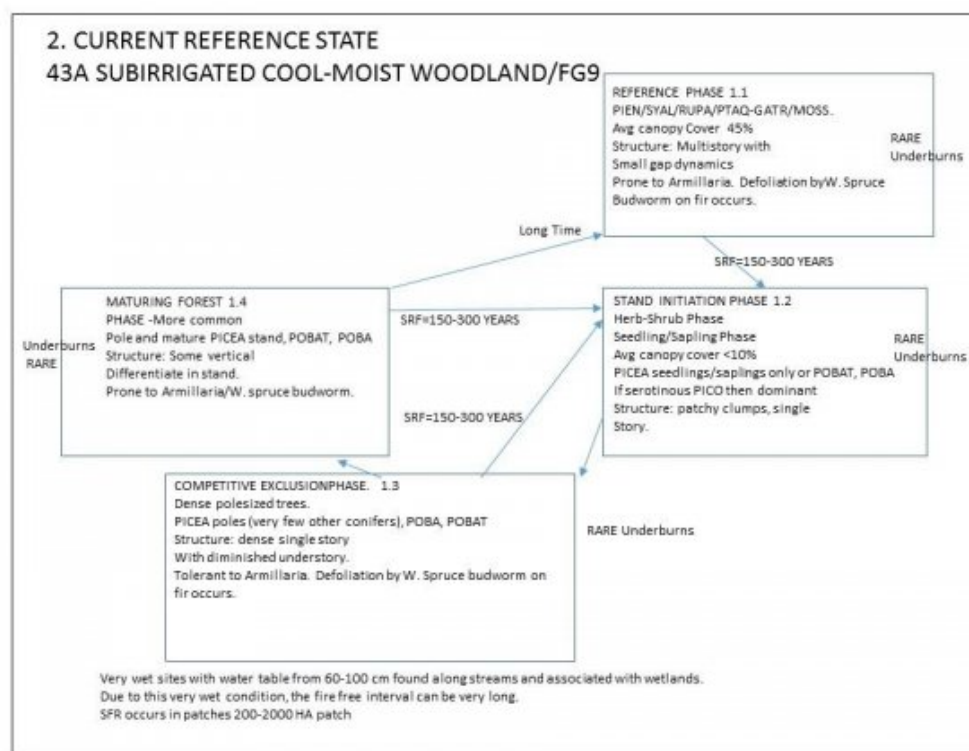 2. CURRENT REFERENCE STATE
43A SUBIRRIGATED COOL-MOIST WOODLAND/FG9
REFERENCE PHASE 1.1
PIEN/SYAL/RUPA/PTAQ-GATR/MOSS.
Avg canopy Cover 45%
Structure: Multistory with
Small gap dynamics
Prone to Armillaria. Defoliation byW. Spruce
Budworm on fir occurs.
RARE
Underburns
Long Time
SRF=150-300 YEARS
MATURING FOREST 1.4
PHASE -More common
Pole and mature PICEA stand, POBAT, POBA
Structure: Some vertical
Differentiate in stand.
Prone to Armillaria/W. spruce budworm.
Underburns
RARE
SRF=150-300 YEARS
SRF=150-300 YEARS
STAND INITIATION PHASE 1.2
Herb-Shrub Phase
Seedling/Sapling Phase
Avg canopy cover <10%
PICEA seedlings/saplings only or POBAT, POBA
If serotinous PICO then dominant
Structure: patchy clumps, single
Story.
RARE
Underburns
COMPETITIVE EXCLUSIONPHASE. 1.3
Dense polesized trees.
PICEA poles (very few other conifers), POBA, POBAT
Structure: dense single story
With diminished understory.
Tolerant to Armillaria. Defoliation by W. Spruce budworm on
fir occurs.
RARE Underburns
Very wet sites with water table from 60-100 cm found along streams and associated with wetlands.
Due to this very wet condition, the fire free interval can be very long.
SFR occurs in patches 200-2000 HA patch